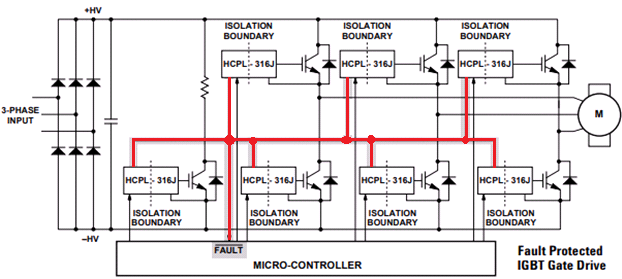 +HV
ISOLATION
BOUNDARY
ISOLATION
BOUNDARY
ISOLATION
BOUNDARY
HCPL - 316J
HCPL - 316J
HCPL - 316J
3-PHASE
INPUT
M
HCPL - 316J
HCPL - 316J
HCPL - 316J
HCPL - 316J
ISOLATION
BOUNDARY
ISOLATION
BOUNDARY
ISOLATION
BOUNDARY
ISOLATION
BOUNDARY
–HV
FAULT
MICRO-CONTROLLER
Fault Protected
IGBT Gate Drive